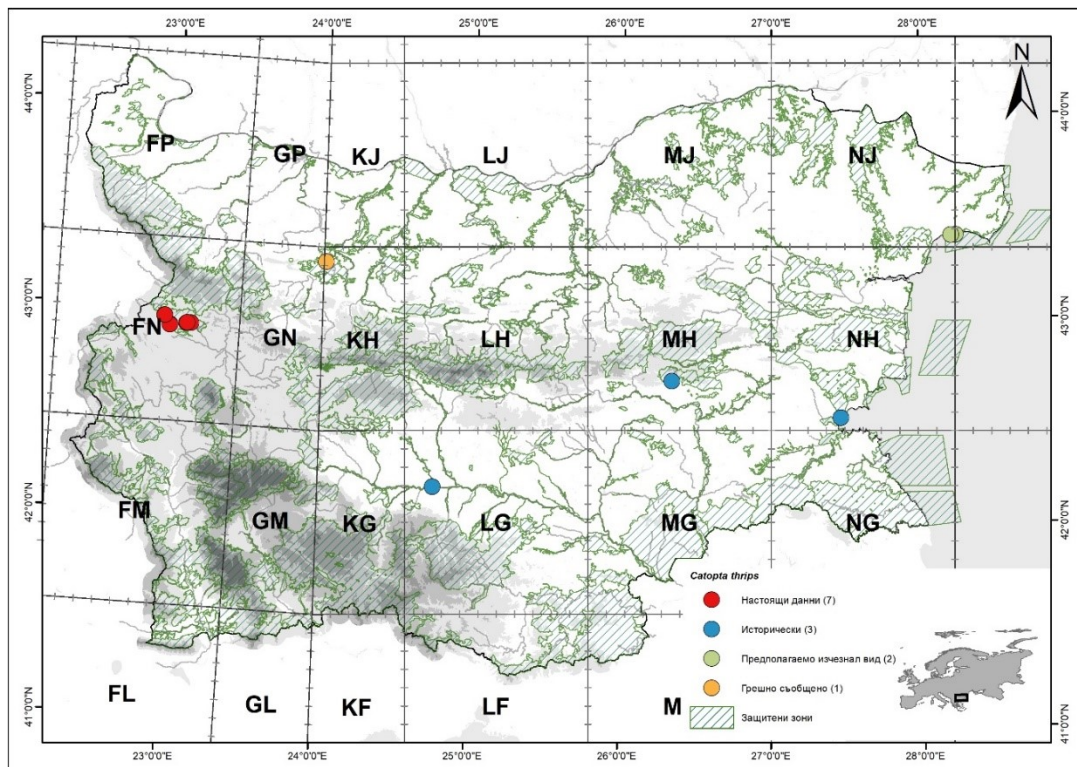 23°0'0"E 24°0'0"E 25°0'0"E 26°0'0"E 27°0'0"E 28°0'0"E
N
44°0'0"N 44°0'0"N
FP GP KJ LJ MJ NJ
43°0'0"N 43°0'0"N
FN GN KH LH MH NH
42°0'0"N 42°0'0"N
FM GM KG LG MG NG
Catopta thrips
Настоящи данни (7)
Исторически (3)
Предполагаемо изчезнал вид (2)
Грешно съобщено (1)
Защитени зони
41°0'0"N 41°0'0"N
FL GL KF LF M
23°0'0"E 24°0'0"E 25°0'0"E 26°0'0"E 27°0'0"E 28°0'0"E